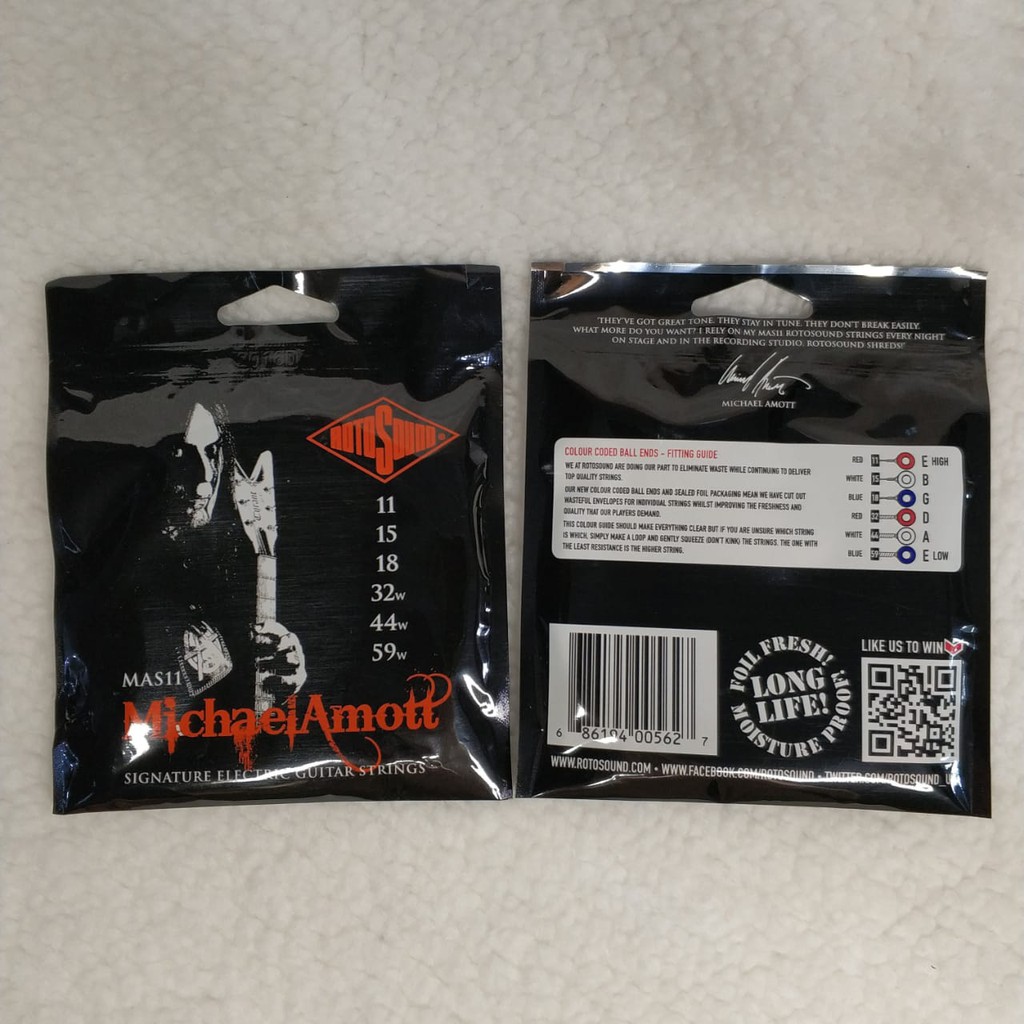 ROTOSOUND
11
15
18
32w
44w
59w
MAS11
MichaelAmott
SIGNATURE ELECTRIC GUITAR STRINGS
"THEY'VE GOT GREAT TONE. THEY STAY IN TUNE. THEY DON'T BREAK EASILY.
WHAT MORE DO YOU WANT? I RELY ON MY MAS11 ROTOSOUND STRINGS EVERY NIGHT
ON STAGE AND IN THE RECORDING STUDIO. ROTOSOUND SHREDS!"
MICHAEL AMOTT
COLOUR CODED BALL ENDS - FITTING GUIDE
WE AT ROTOSOUND ARE DOING OUR PART TO ELIMINATE WASTE WHILE CONTINUING TO DELIVER
TOP QUALITY STRINGS.
OUR NEW COLOUR CODED BALL ENDS AND SEALED FOIL PACKAGING MEAN WE HAVE CUT OUT
WASTEFUL ENVELOPES FOR INDIVIDUAL STRINGS WHILST IMPROVING THE FRESHNESS AND
QUALITY THAT OUR PLAYERS DEMAND.
THIS COLOUR GUIDE SHOULD MAKE EVERYTHING CLEAR BUT IF YOU ARE UNSURE WHICH STRING
IS WHICH, SIMPLY MAKE A LOOP AND GENTLY SQUEEZE (DON'T KINK) THE STRINGS. THE ONE WITH
THE LEAST RESISTANCE IS THE HIGHER STRING.
RED 11 E HIGH
WHITE 15 B
BLUE 18 G
RED 32 D
WHITE 44 A
BLUE 59 E LOW
6 86194 00562 7
FOIL FRESH!
LONG
LIFE!
MOISTURE PROOF!
LIKE US TO WIN
WWW.ROTOSOUND.COM • WWW.FACEBOOK.COM/ROTOSOUND • TWITTER.COM/ROTOSOUND_U